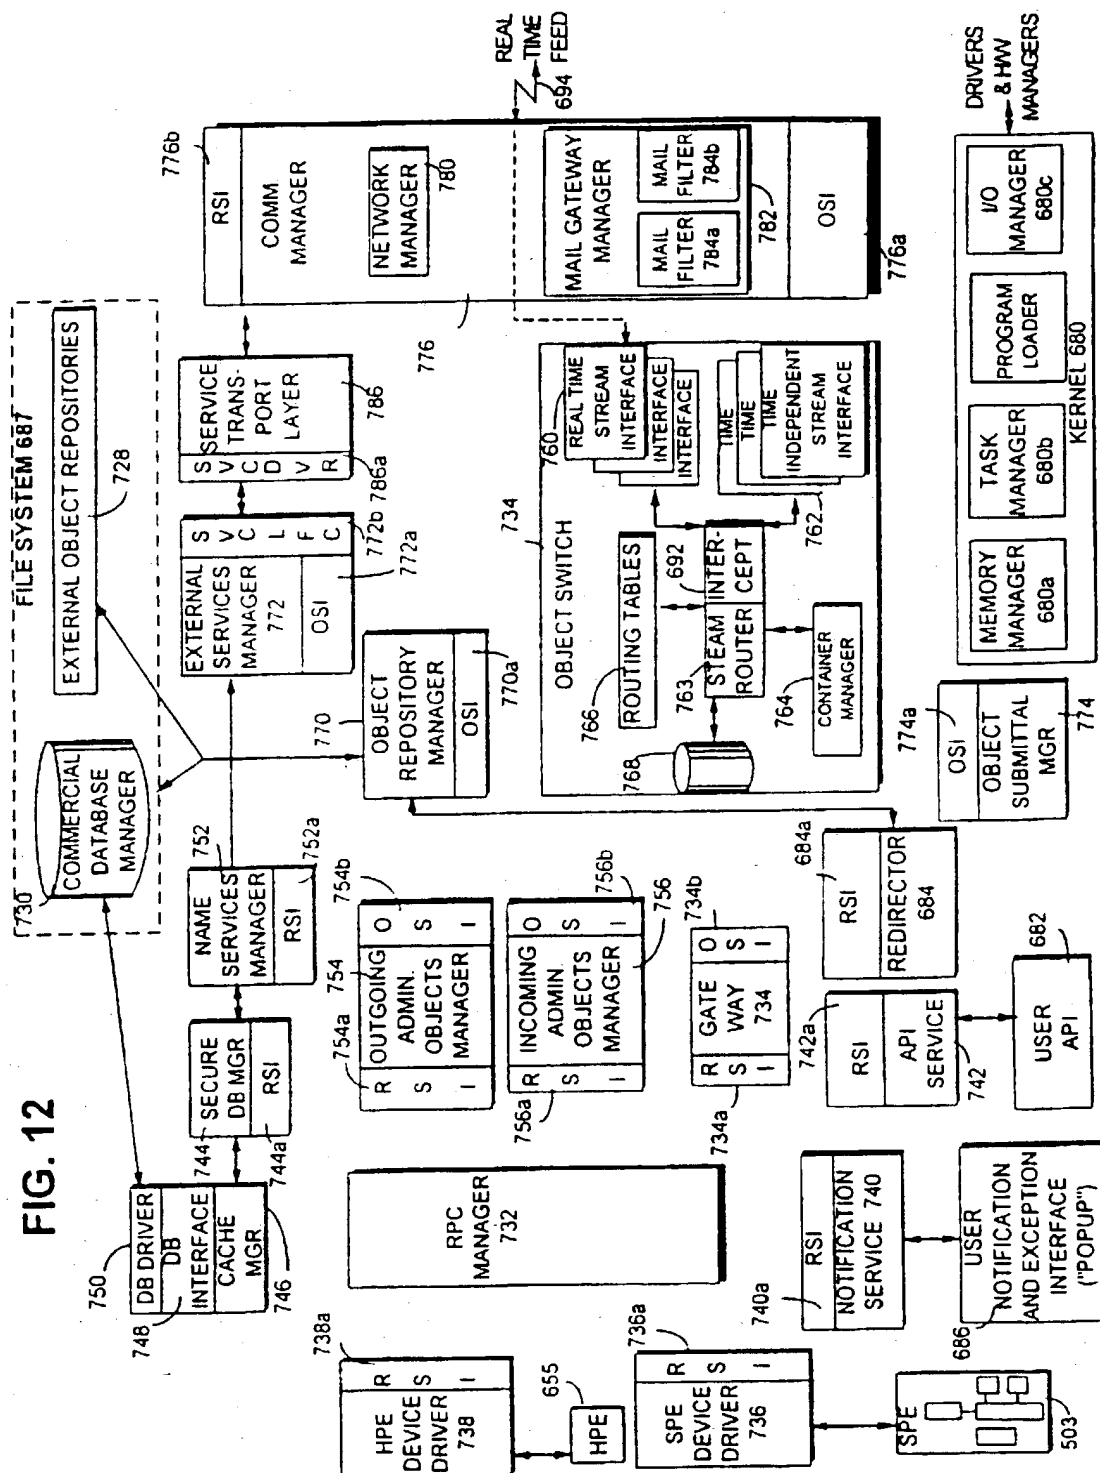 FIG. 12
FILE SYSTEM 687
730
COMMERCIAL
DATABASE
MANAGER
EXTERNAL OBJECT REPOSITORIES
728
750
DB DRIVER
748
DB
INTERFACE
CACHE
MGR
746
744
SECURE
DB MGR
RSI
744a
NAME
SERVICES
MANAGER
752
RSI
752a
EXTERNAL
SERVICES
MANAGER
772
OSI
772a
S
V
C
L
F
C
772b
S
V
C
D
V
R
786a
SERVICE
TRANS-
PORT
LAYER
786
776b
RSI
COMM
MANAGER
NETWORK
MANAGER
780
776
MAIL GATEWAY
MANAGER
MAIL
FILTER
784a
MAIL
FILTER
784b
782
OSI
776a
REAL
TIME
FEED
694
738a
HPE
DEVICE
DRIVER
738
R
S
I
655
HPE
RPC
MANAGER
732
754a
R
S
I
754
OUTGOING
ADMIN.
OBJECTS
MANAGER
754b
O
S
I
756a
R
S
I
INCOMING
ADMIN.
OBJECTS
MANAGER
756
756b
O
S
I
770
OBJECT
REPOSITORY
MANAGER
OSI
770a
734
OBJECT SWITCH
766
ROUTING TABLES
692
763
STEAM
ROUTER
INTER-
CEPT
764
CONTAINER
MANAGER
768
760
REAL TIME
STREAM
INTERFACE
INTERFACE
INTERFACE
TIME
TIME
TIME
INDEPENDENT
STREAM
INTERFACE
762
736a
SPE
DEVICE
DRIVER
736
R
S
I
SPE
503
734a
R
S
I
GATE
WAY
734
734b
O
S
I
740a
RSI
NOTIFICATION
SERVICE 740
USER
NOTIFICATION
AND EXCEPTION
INTERFACE
("POPUP")
686
742a
RSI
API
SERVICE
742
USER
API
682
684a
RSI
REDIRECTOR
684
774a
OSI
OBJECT
SUBMITTAL
MGR
774
MEMORY
MANAGER
680a
TASK
MANAGER
680b
PROGRAM
LOADER
I/O
MANAGER
680c
KERNEL 680
DRIVERS
& H/W
MANAGERS